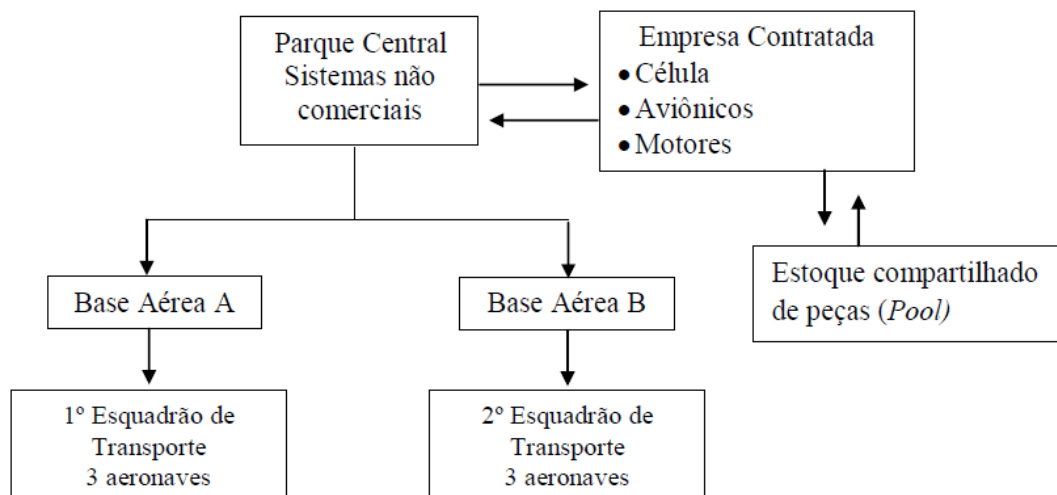 Parque Central
Sistemas não
comerciais
Empresa Contratada
• Célula
• Aviônicos
• Motores
Estoque compartilhado
de peças (Pool)
Base Aérea A
Base Aérea B
1º Esquadrão de
Transporte
3 aeronaves
2º Esquadrão de
Transporte
3 aeronaves